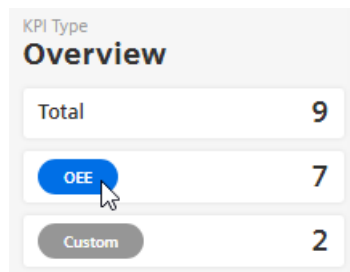 KPI Type
Overview
Total 9
OEE 7
Custom 2